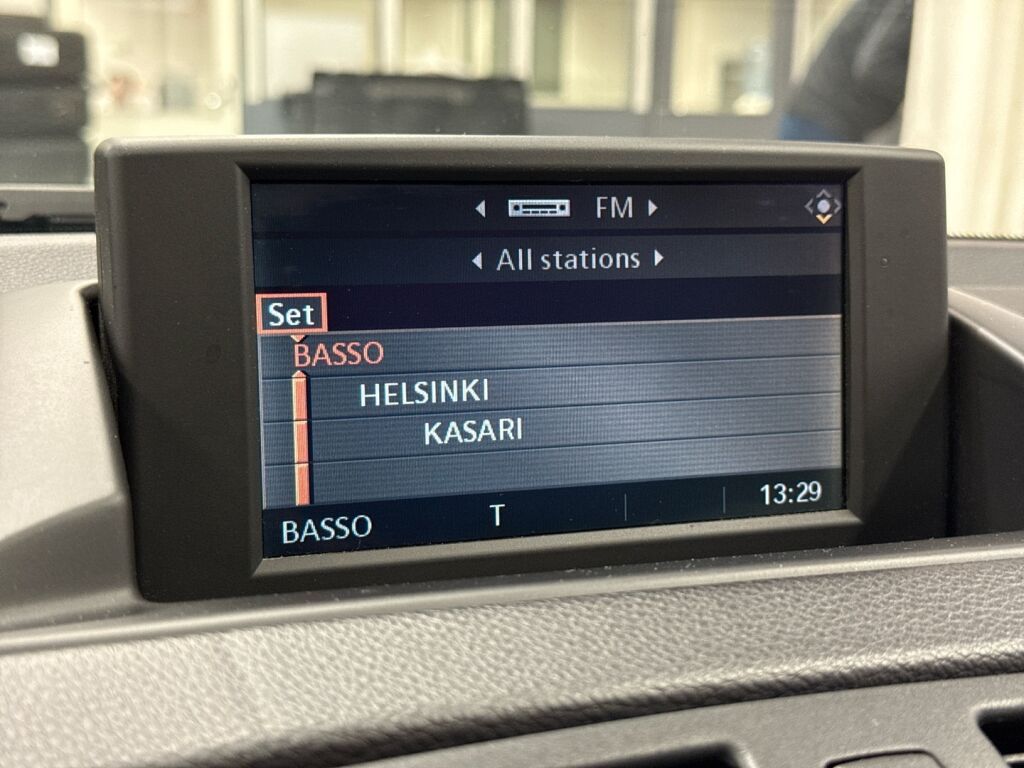 FM
All stations
Set
BASSO
HELSINKI
KASARI
BASSO T 13:29